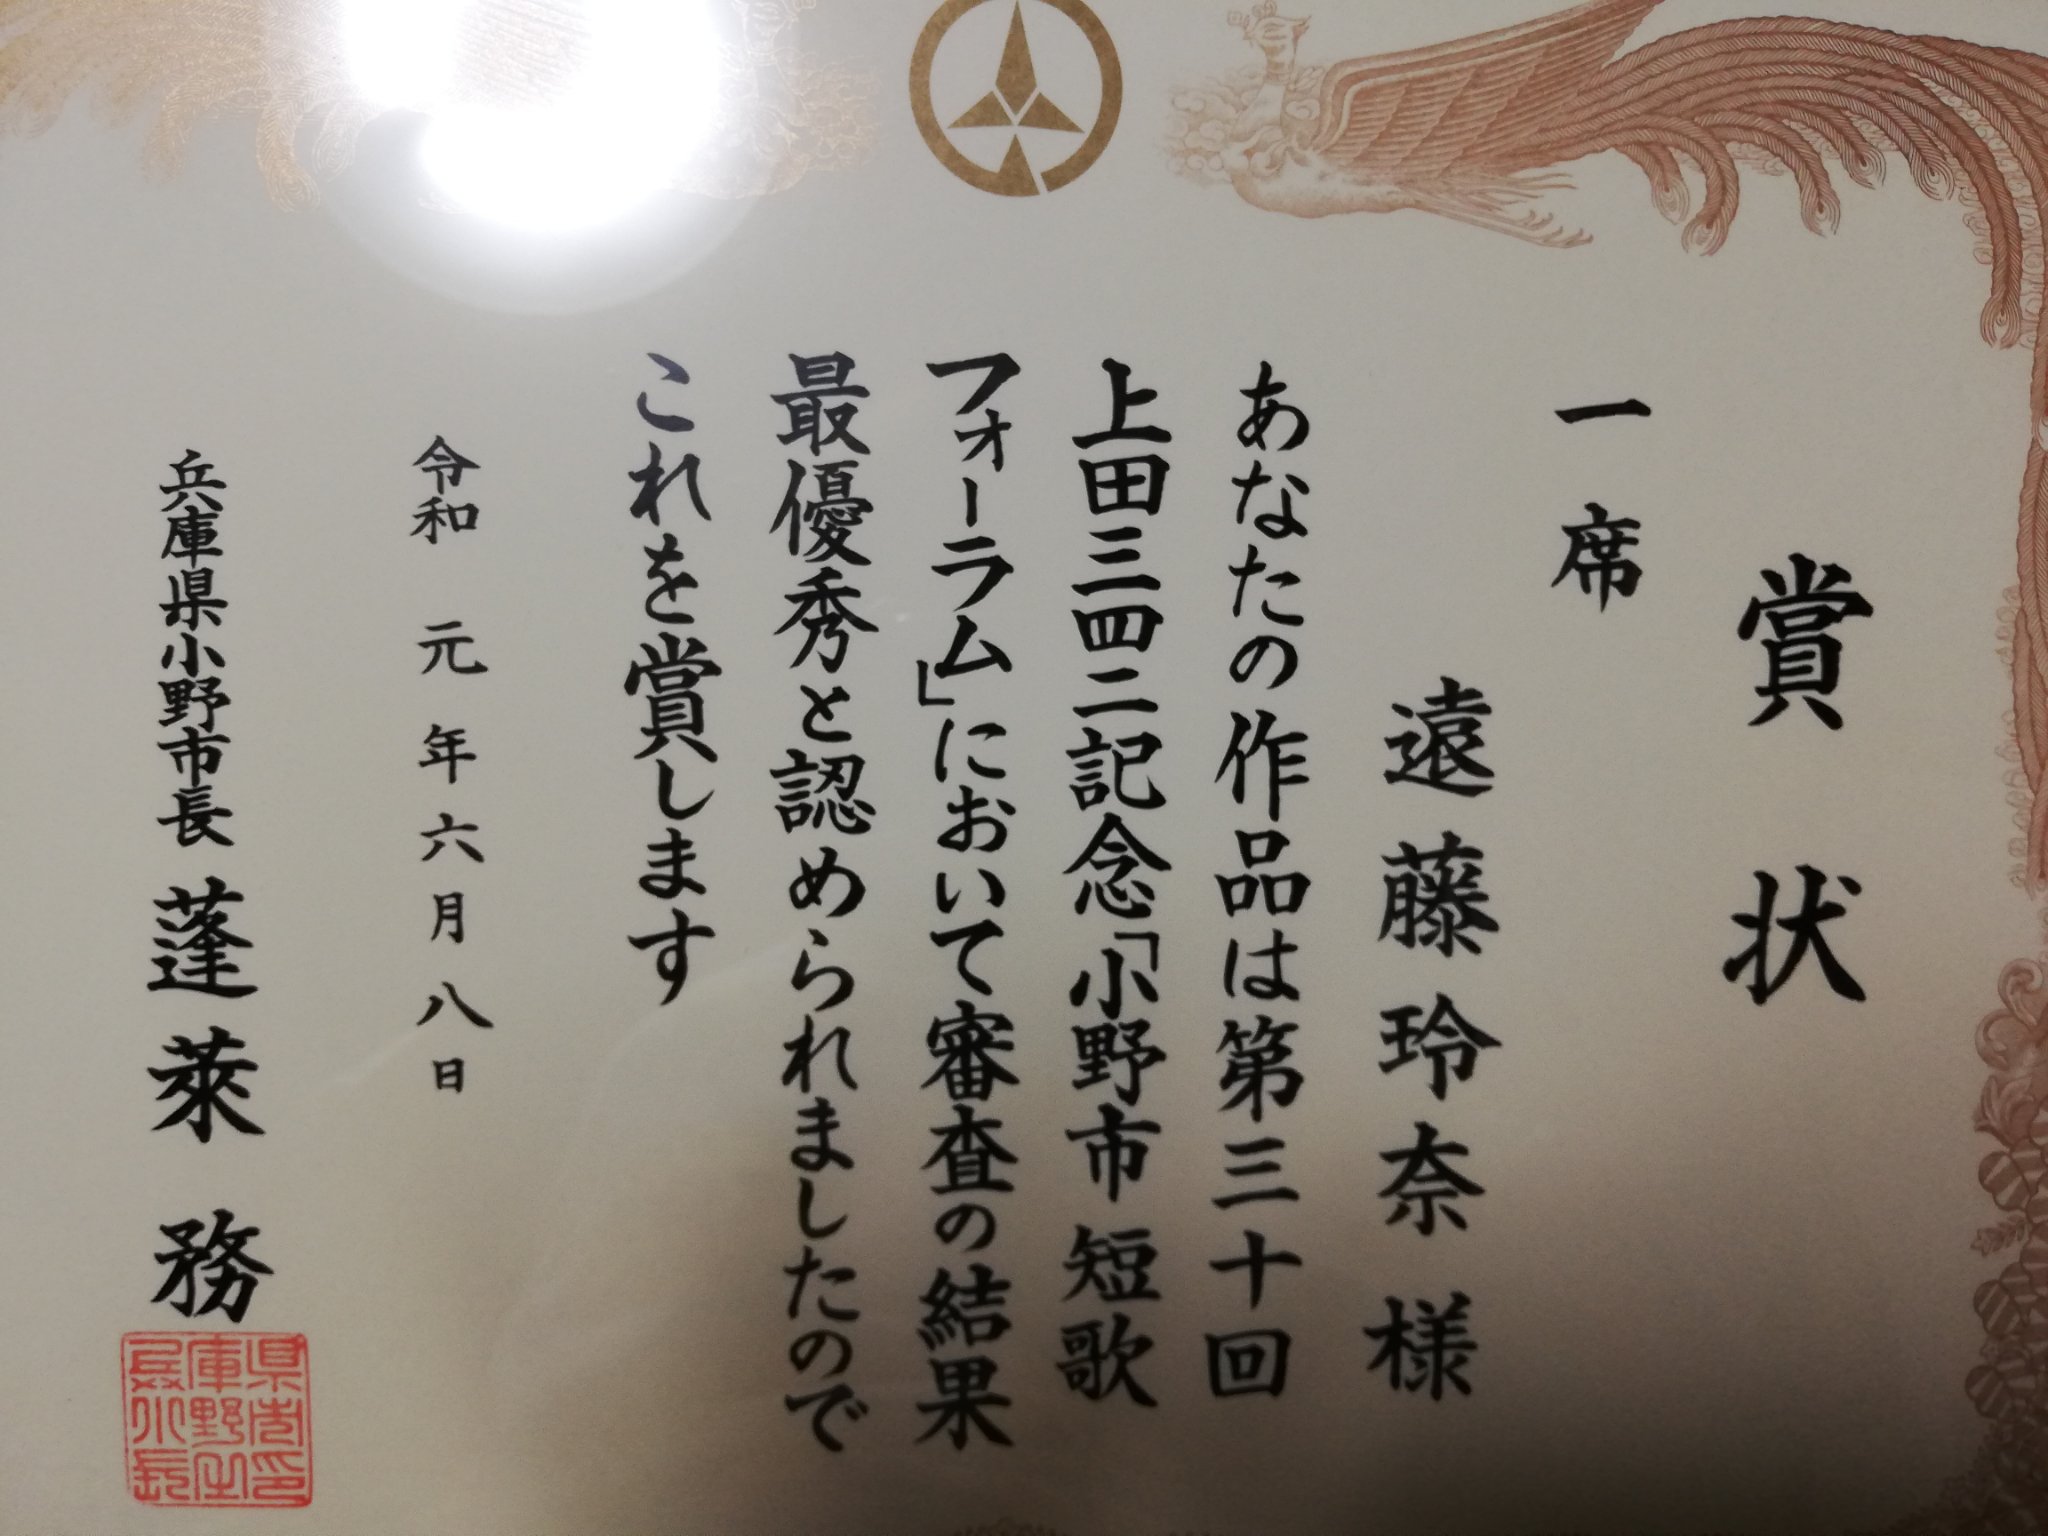 賞状
一席
遠藤玲奈様
あなたの作品は第三十回
上田三四二記念「小野市短歌
フォーラム」において審査の結果
最優秀と認められましたので
これを賞します
令和元年六月八日
兵庫県小野市長 蓬萊務